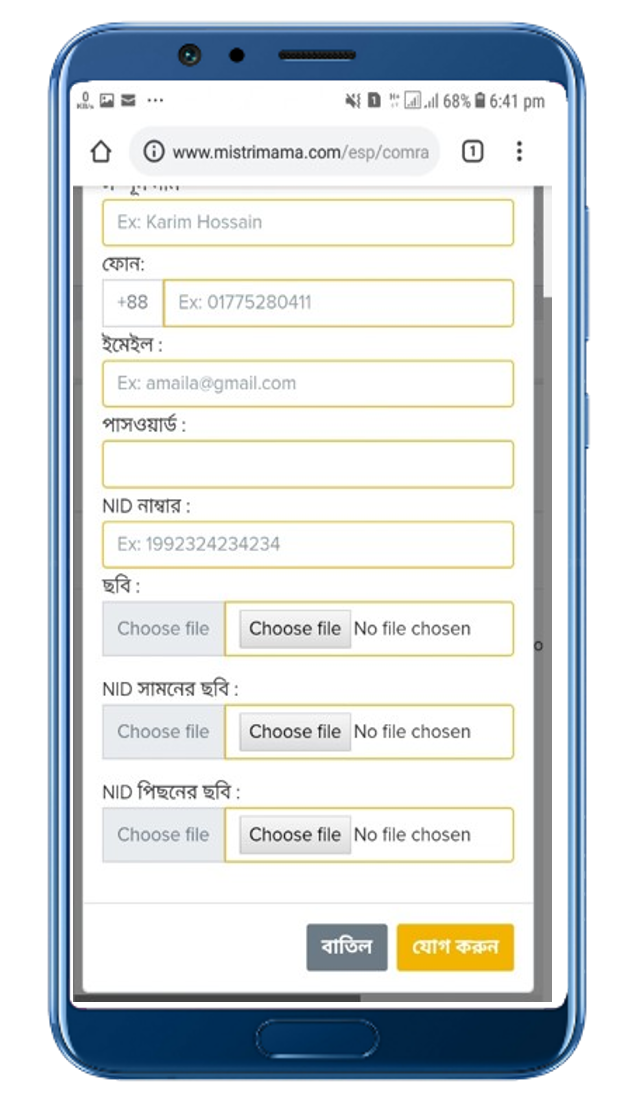 0
KB/s ... 1 H+ 68% 6:41 pm
www.mistrimama.com/esp/comra 1
Ex: Karim Hossain
ফোন:
+88 Ex: 01775280411
ইমেইল :
Ex: amaila@gmail.com
পাসওয়ার্ড :
NID নাম্বার :
Ex: 1992324234234
ছবি :
Choose file Choose file No file chosen
NID সামনের ছবি :
Choose file Choose file No file chosen
NID পিছনের ছবি :
Choose file Choose file No file chosen
বাতিল যোগ করুন